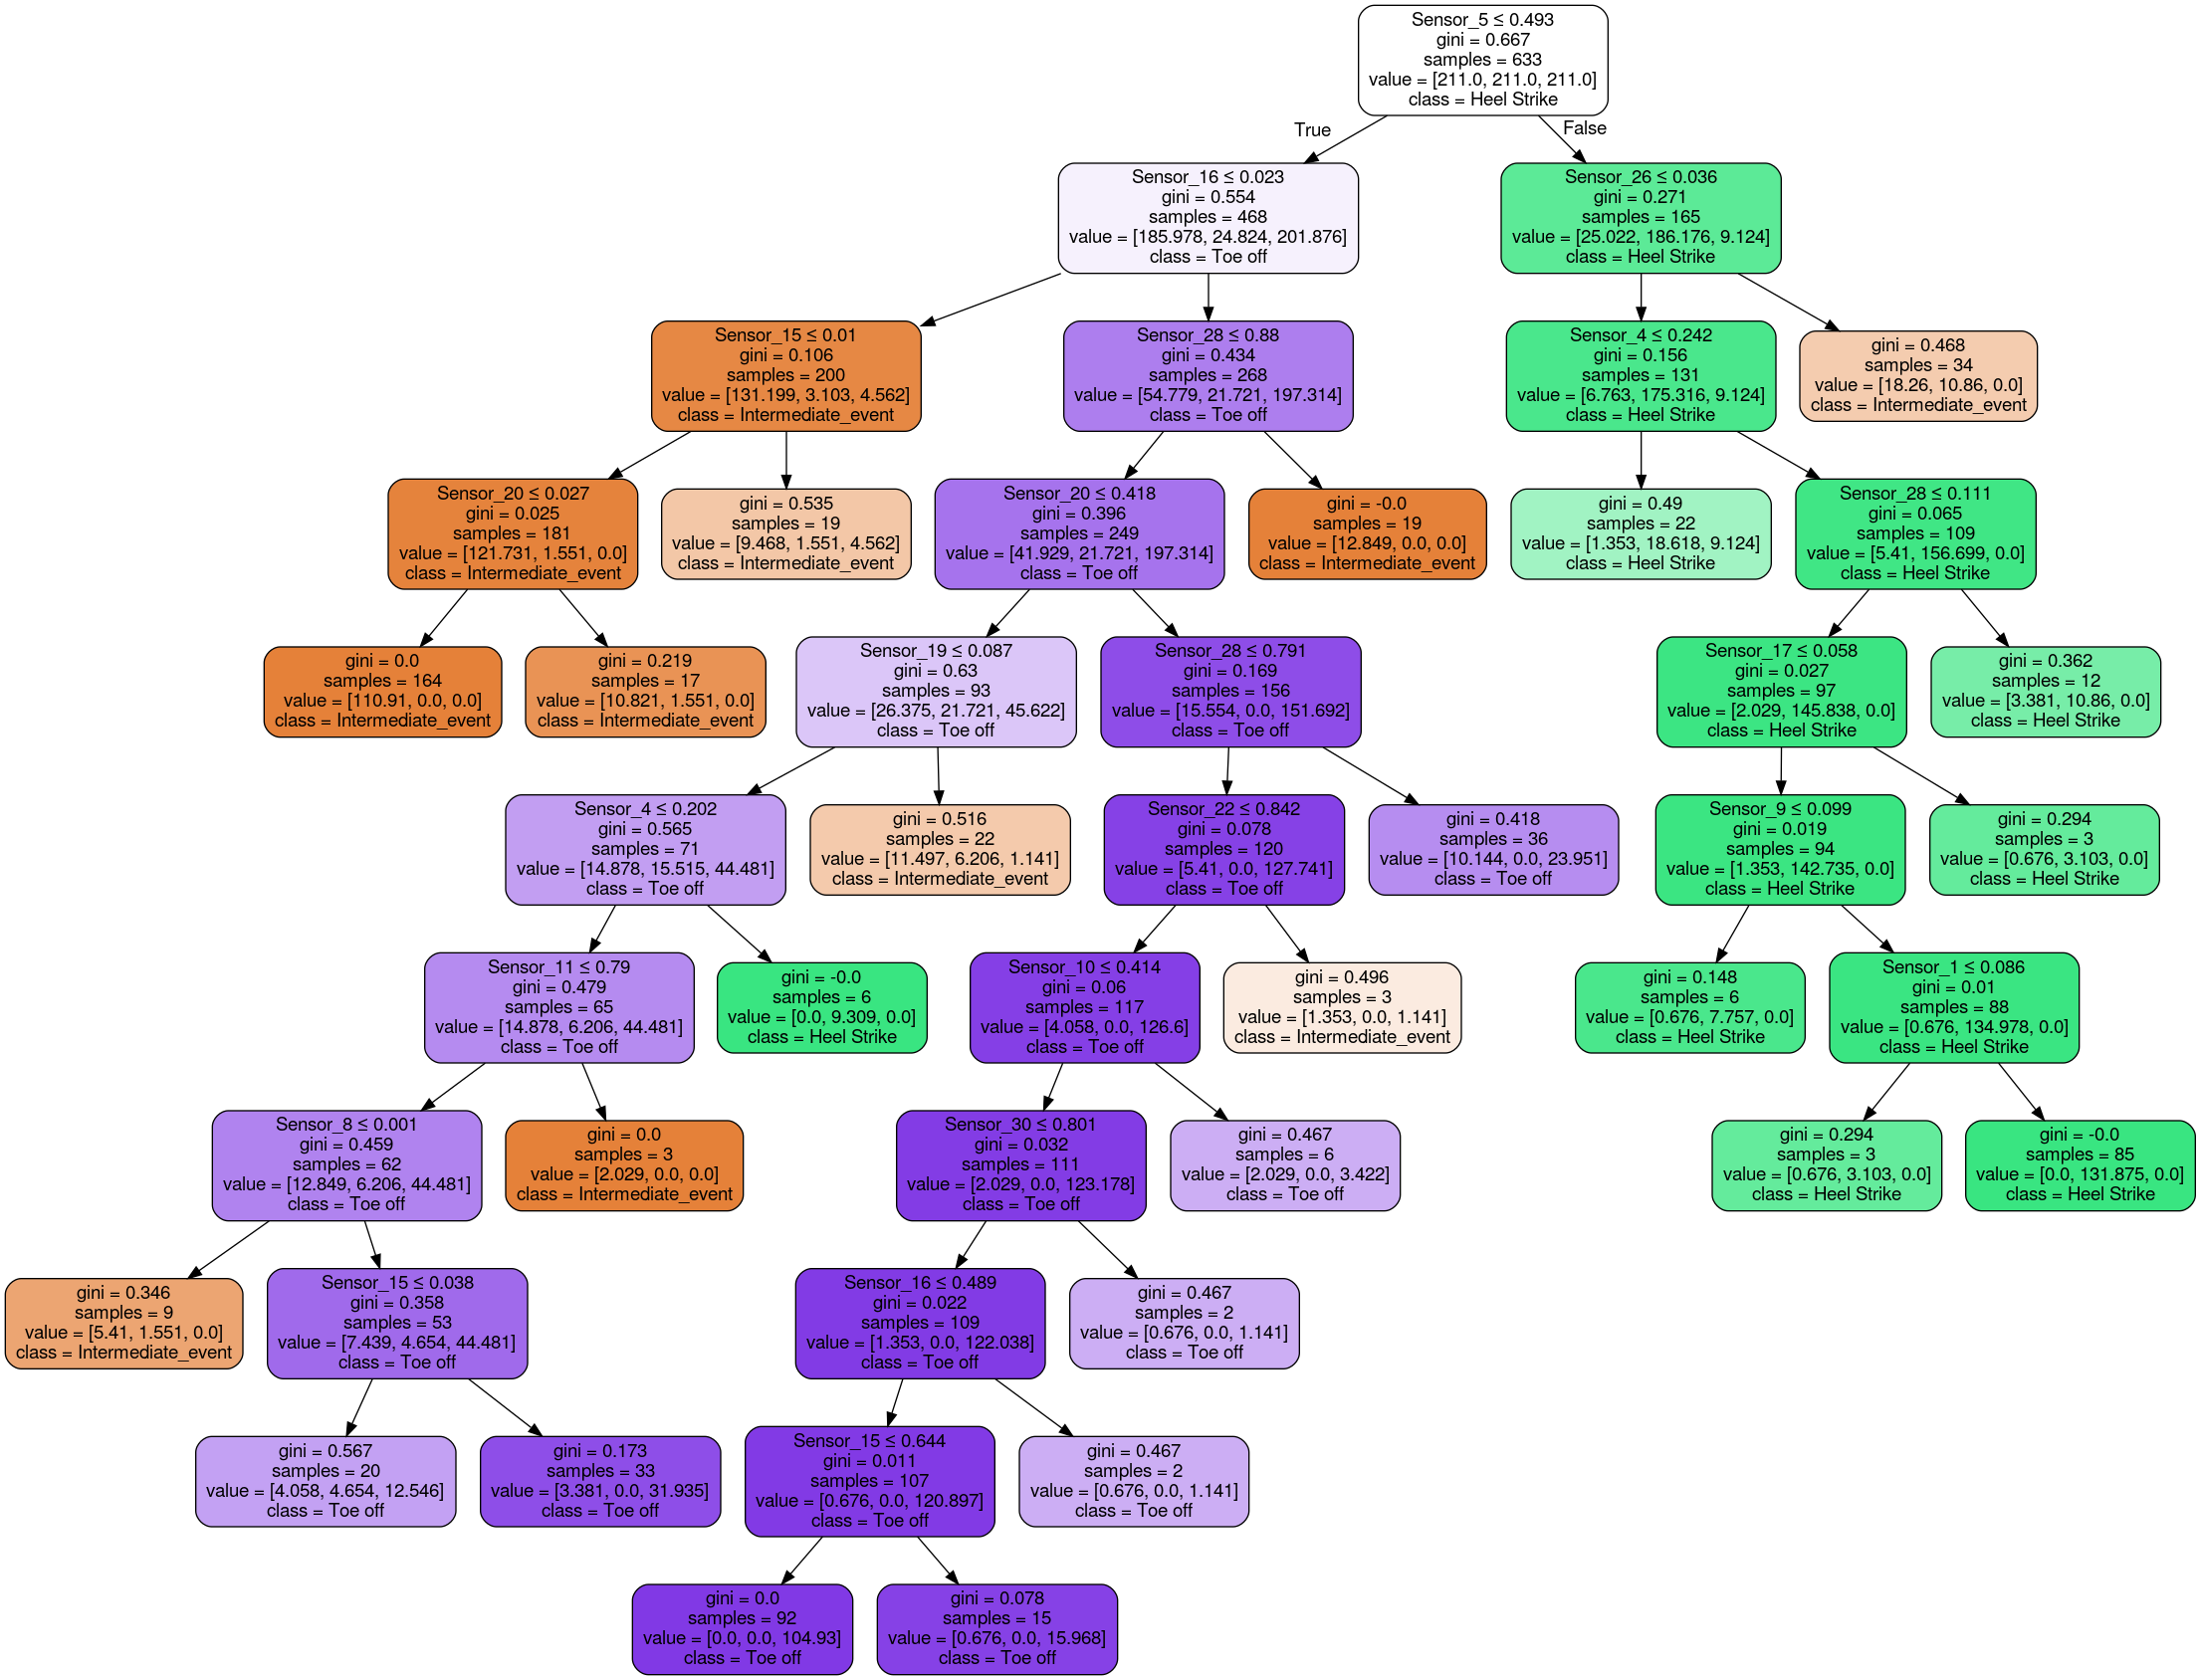 Sensor_5 ≤ 0.493
gini = 0.667
samples = 633
value = [211.0, 211.0, 211.0]
class = Heel Strike
True
False
Sensor_16 ≤ 0.023
gini = 0.554
samples = 468
value = [185.978, 24.824, 201.876]
class = Toe off
Sensor_26 ≤ 0.036
gini = 0.271
samples = 165
value = [25.022, 186.176, 9.124]
class = Heel Strike
Sensor_15 ≤ 0.01
gini = 0.106
samples = 200
value = [131.199, 3.103, 4.562]
class = Intermediate_event
Sensor_28 ≤ 0.88
gini = 0.434
samples = 268
value = [54.779, 21.721, 197.314]
class = Toe off
Sensor_4 ≤ 0.242
gini = 0.156
samples = 131
value = [6.763, 175.316, 9.124]
class = Heel Strike
gini = 0.468
samples = 34
value = [18.26, 10.86, 0.0]
class = Intermediate_event
Sensor_20 ≤ 0.027
gini = 0.025
samples = 181
value = [121.731, 1.551, 0.0]
class = Intermediate_event
gini = 0.535
samples = 19
value = [9.468, 1.551, 4.562]
class = Intermediate_event
Sensor_20 ≤ 0.418
gini = 0.396
samples = 249
value = [41.929, 21.721, 197.314]
class = Toe off
gini = -0.0
samples = 19
value = [12.849, 0.0, 0.0]
class = Intermediate_event
gini = 0.49
samples = 22
value = [1.353, 18.618, 9.124]
class = Heel Strike
Sensor_28 ≤ 0.111
gini = 0.065
samples = 109
value = [5.41, 156.699, 0.0]
class = Heel Strike
gini = 0.0
samples = 164
value = [110.91, 0.0, 0.0]
class = Intermediate_event
gini = 0.219
samples = 17
value = [10.821, 1.551, 0.0]
class = Intermediate_event
Sensor_19 ≤ 0.087
gini = 0.63
samples = 93
value = [26.375, 21.721, 45.622]
class = Toe off
Sensor_28 ≤ 0.791
gini = 0.169
samples = 156
value = [15.554, 0.0, 151.692]
class = Toe off
Sensor_17 ≤ 0.058
gini = 0.027
samples = 97
value = [2.029, 145.838, 0.0]
class = Heel Strike
gini = 0.362
samples = 12
value = [3.381, 10.86, 0.0]
class = Heel Strike
Sensor_4 ≤ 0.202
gini = 0.565
samples = 71
value = [14.878, 15.515, 44.481]
class = Toe off
gini = 0.516
samples = 22
value = [11.497, 6.206, 1.141]
class = Intermediate_event
Sensor_22 ≤ 0.842
gini = 0.078
samples = 120
value = [5.41, 0.0, 127.741]
class = Toe off
gini = 0.418
samples = 36
value = [10.144, 0.0, 23.951]
class = Toe off
Sensor_9 ≤ 0.099
gini = 0.019
samples = 94
value = [1.353, 142.735, 0.0]
class = Heel Strike
gini = 0.294
samples = 3
value = [0.676, 3.103, 0.0]
class = Heel Strike
Sensor_11 ≤ 0.79
gini = 0.479
samples = 65
value = [14.878, 6.206, 44.481]
class = Toe off
gini = -0.0
samples = 6
value = [0.0, 9.309, 0.0]
class = Heel Strike
Sensor_10 ≤ 0.414
gini = 0.06
samples = 117
value = [4.058, 0.0, 126.6]
class = Toe off
gini = 0.496
samples = 3
value = [1.353, 0.0, 1.141]
class = Intermediate_event
gini = 0.148
samples = 6
value = [0.676, 7.757, 0.0]
class = Heel Strike
Sensor_1 ≤ 0.086
gini = 0.01
samples = 88
value = [0.676, 134.978, 0.0]
class = Heel Strike
Sensor_8 ≤ 0.001
gini = 0.459
samples = 62
value = [12.849, 6.206, 44.481]
class = Toe off
gini = 0.0
samples = 3
value = [2.029, 0.0, 0.0]
class = Intermediate_event
Sensor_30 ≤ 0.801
gini = 0.032
samples = 111
value = [2.029, 0.0, 123.178]
class = Toe off
gini = 0.467
samples = 6
value = [2.029, 0.0, 3.422]
class = Toe off
gini = 0.294
samples = 3
value = [0.676, 3.103, 0.0]
class = Heel Strike
gini = -0.0
samples = 85
value = [0.0, 131.875, 0.0]
class = Heel Strike
gini = 0.346
samples = 9
value = [5.41, 1.551, 0.0]
class = Intermediate_event
Sensor_15 ≤ 0.038
gini = 0.358
samples = 53
value = [7.439, 4.654, 44.481]
class = Toe off
Sensor_16 ≤ 0.489
gini = 0.022
samples = 109
value = [1.353, 0.0, 122.038]
class = Toe off
gini = 0.467
samples = 2
value = [0.676, 0.0, 1.141]
class = Toe off
gini = 0.567
samples = 20
value = [4.058, 4.654, 12.546]
class = Toe off
gini = 0.173
samples = 33
value = [3.381, 0.0, 31.935]
class = Toe off
Sensor_15 ≤ 0.644
gini = 0.011
samples = 107
value = [0.676, 0.0, 120.897]
class = Toe off
gini = 0.467
samples = 2
value = [0.676, 0.0, 1.141]
class = Toe off
gini = 0.0
samples = 92
value = [0.0, 0.0, 104.93]
class = Toe off
gini = 0.078
samples = 15
value = [0.676, 0.0, 15.968]
class = Toe off